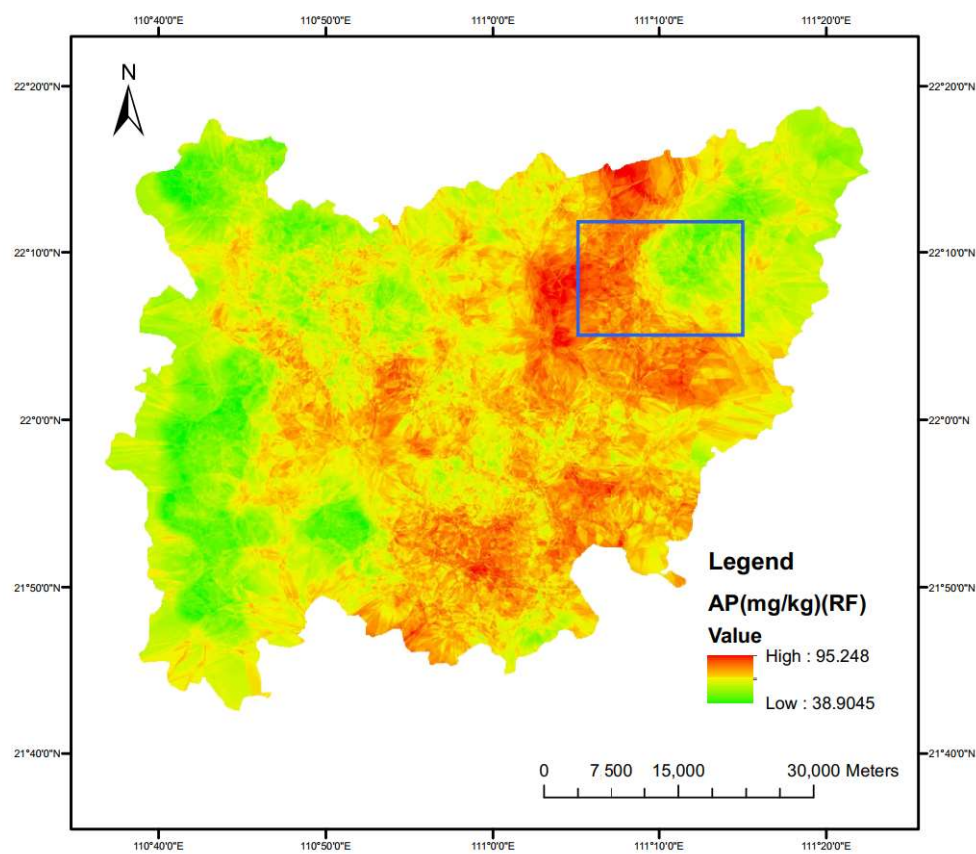 110°40'0"E 110°50'0"E 111°0'0"E 111°10'0"E 111°20'0"E
N
22°20'0"N 22°20'0"N
22°10'0"N 22°10'0"N
22°0'0"N 22°0'0"N
21°50'0"N 21°50'0"N
21°40'0"N 21°40'0"N
Legend
AP(mg/kg)(RF)
Value
High : 95.248
Low : 38.9045
0 7 500 15,000 30,000 Meters
110°40'0"E 110°50'0"E 111°0'0"E 111°10'0"E 111°20'0"E